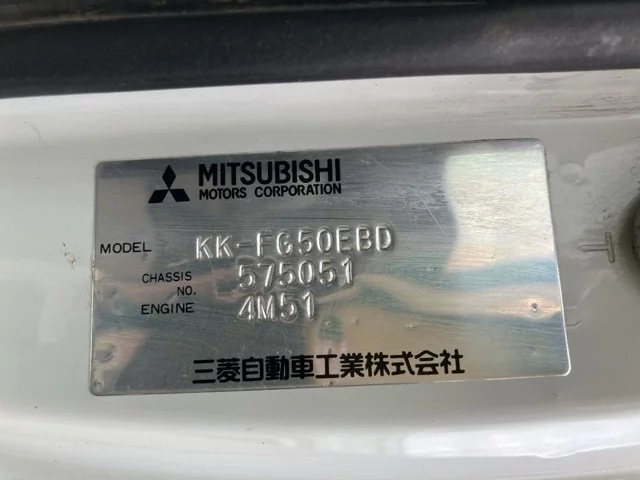 MITSUBISHI
MOTORS CORPORATION
MODEL KK-FG50EBD
CHASSIS NO. 575051
ENGINE 4M51
三菱自動車工業株式会社